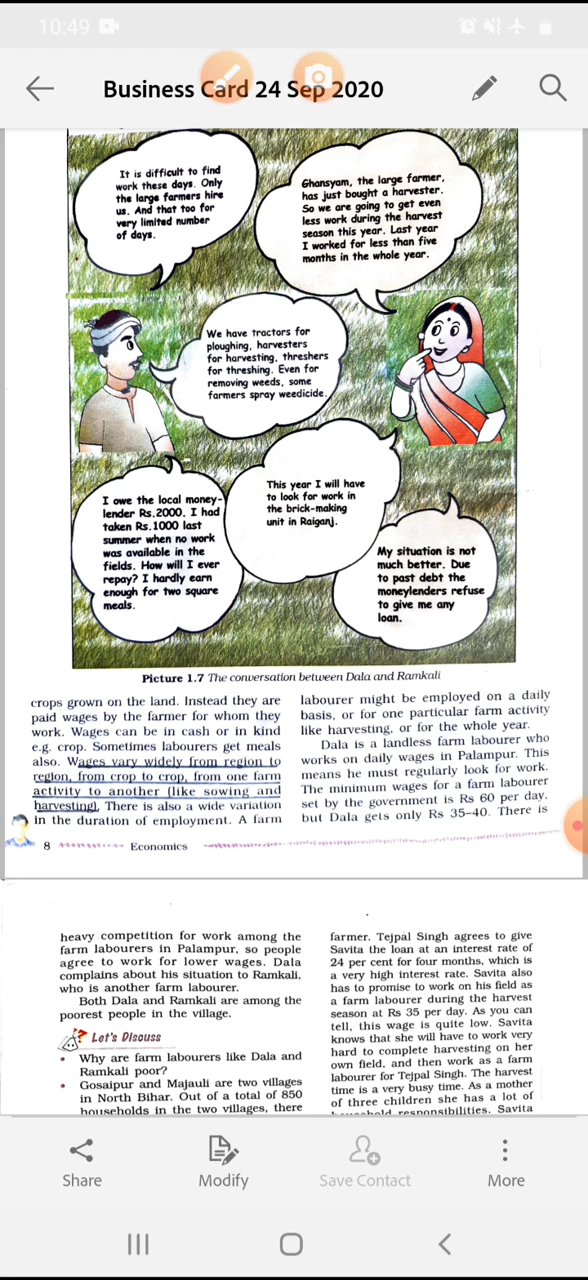 10:49
Business Card 24 Sep 2020
It is difficult to find
work these days. Only
the large farmers hire
us. And that too for
very limited number
of days.
Ghansyam, the large farmer,
has just bought a harvester.
So we are going to get even
less work during the harvest
season this year. Last year
I worked for less than five
months in the whole year.
We have tractors for
ploughing, harvesters
for harvesting, threshers
for threshing. Even for
removing weeds, some
farmers spray weedicide.
This year I will have
to look for work in
the brick-making
unit in Raiganj.
I owe the local money-
lender Rs.2000. I had
taken Rs.1000 last
summer when no work
was available in the
fields. How will I ever
repay? I hardly earn
enough for two square
meals.
My situation is not
much better. Due
to past debt the
moneylenders refuse
to give me any
loan.
Picture 1.7 The conversation between Dala and Ramkali
crops grown on the land. Instead they are
paid wages by the farmer for whom they
work. Wages can be in cash or in kind
e.g. crop. Sometimes labourers get meals
also. Wages vary widely from region to
region, from crop to crop, from one farm
activity to another (like sowing and
harvesting). There is also a wide variation
in the duration of employment. A farm
labourer might be employed on a daily
basis, or for one particular farm activity
like harvesting, or for the whole year.
Dala is a landless farm labourer who
works on daily wages in Palampur. This
means he must regularly look for work.
The minimum wages for a farm labourer
set by the government is Rs 60 per day.
but Dala gets only Rs 35–40. There is
8
Economics
heavy competition for work among the
farm labourers in Palampur, so people
agree to work for lower wages. Dala
complains about his situation to Ramkali,
who is another farm labourer.
Both Dala and Ramkali are among the
poorest people in the village.
Let's Discuss
• Why are farm labourers like Dala and
Ramkali poor?
• Gosaipur and Majauli are two villages
in North Bihar. Out of a total of 850
households in the two villages, there
farmer. Tejpal Singh agrees to give
Savita the loan at an interest rate of
24 per cent for four months, which is
a very high interest rate. Savita also
has to promise to work on his field as
a farm labourer during the harvest
season at Rs 35 per day. As you can
tell, this wage is quite low. Savita
knows that she will have to work very
hard to complete harvesting on her
own field, and then work as a farm
labourer for Tejpal Singh. The harvest
time is a very busy time. As a mother
of three children she has a lot of
household responsibilities. Savita
Share
Modify
Save Contact
More